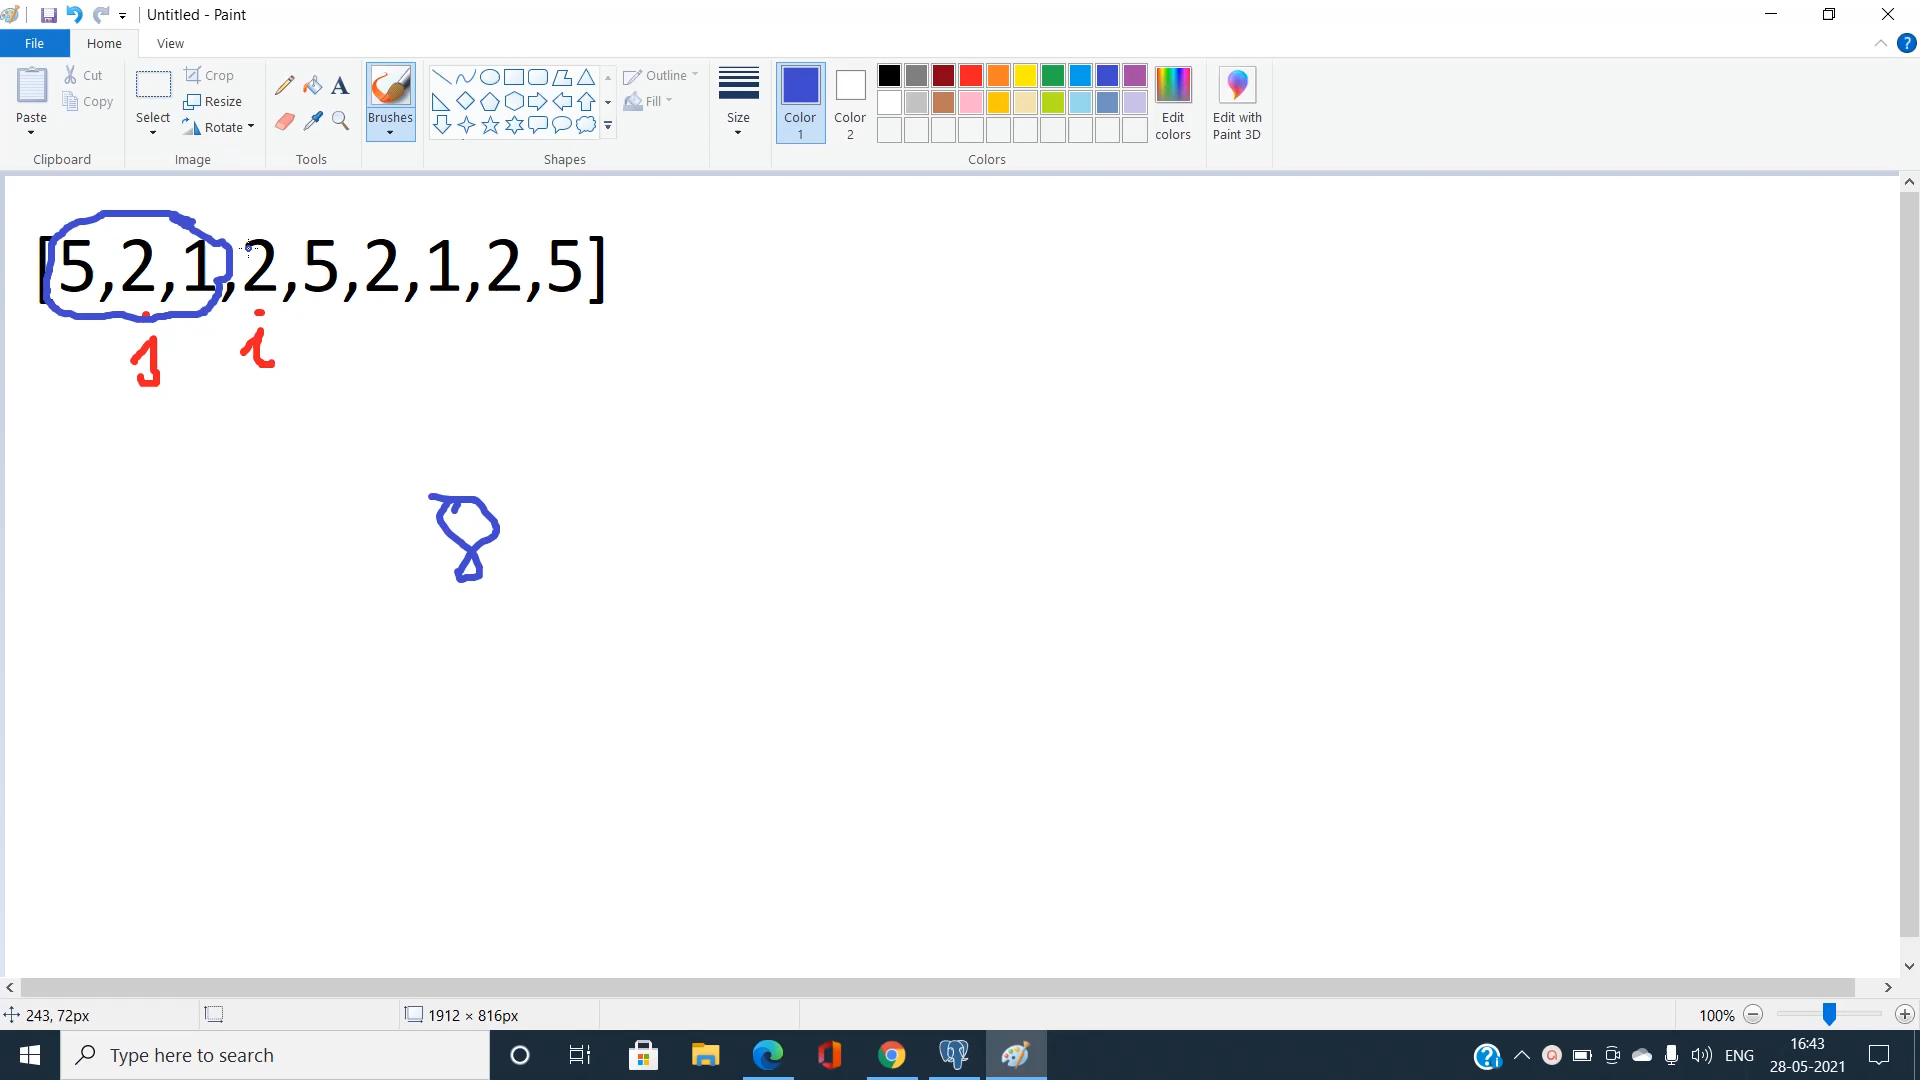 Untitled - Paint
File Home View
Paste
Cut
Copy
Clipboard
Select
Crop
Resize
Rotate
Image
Tools
Brushes
Shapes
Outline
Fill
Size
Color 1
Color 2
Colors
Edit colors
Edit with Paint 3D
[5,2,1,2,5,2,1,2,5]
j i
8
243, 72px
1912 × 816px
100%
Type here to search
ENG
16:43
28-05-2021